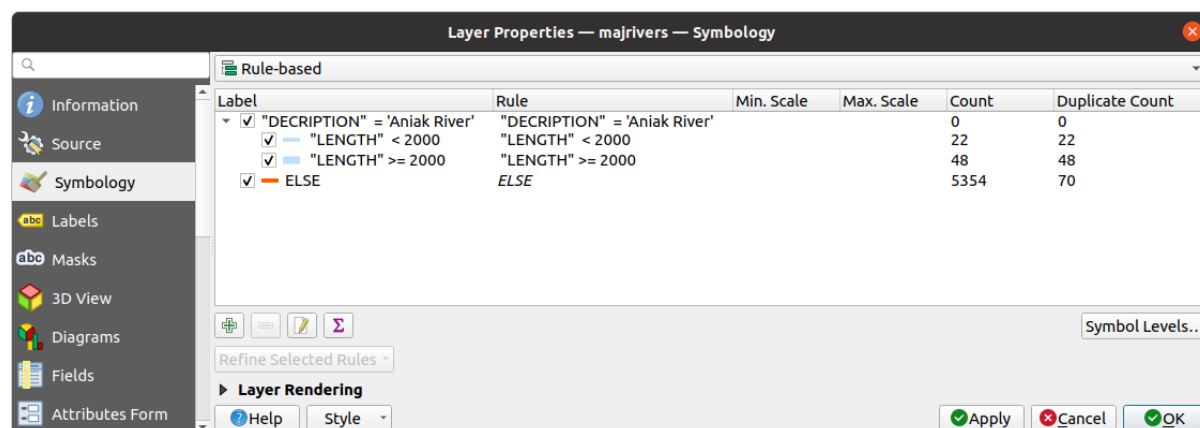 Layer Properties — majrivers — Symbology
Rule-based
Information
Source
Symbology
Labels
Masks
3D View
Diagrams
Fields
Attributes Form
Label Rule Min. Scale Max. Scale Count Duplicate Count
"DECRIPTION" = 'Aniak River' "DECRIPTION" = 'Aniak River' 0 0
"LENGTH" < 2000 "LENGTH" < 2000 22 22
"LENGTH" >= 2000 "LENGTH" >= 2000 48 48
ELSE ELSE 5354 70
Symbol Levels...
Refine Selected Rules
Layer Rendering
Help Style Apply Cancel OK